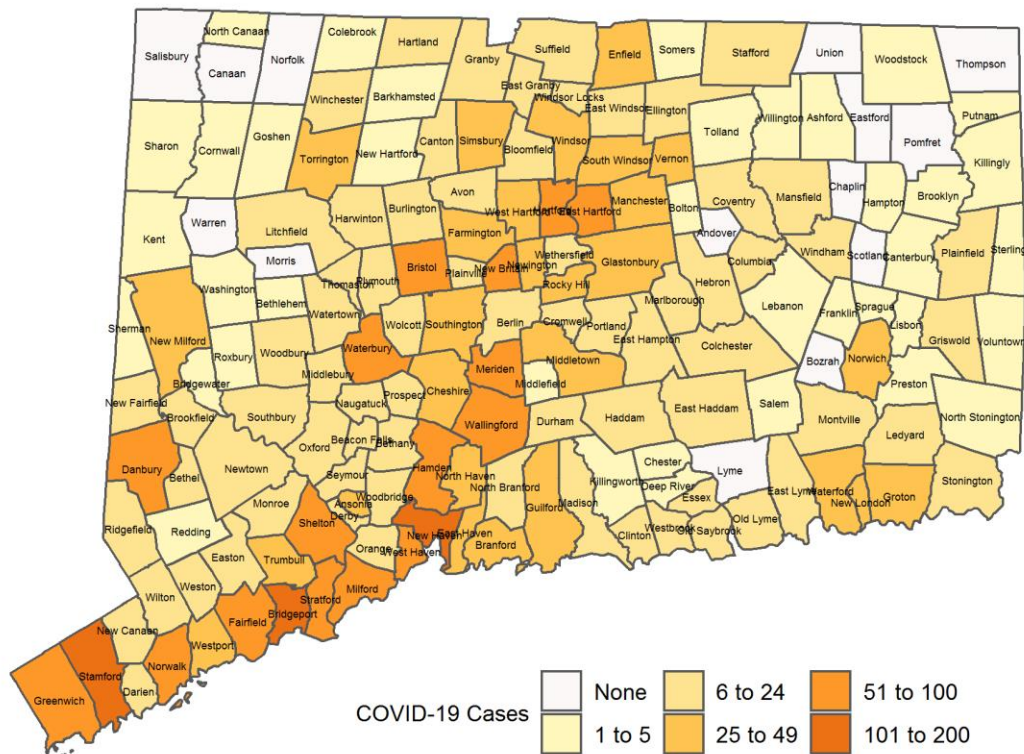 North Canaan
Colebrook
Hartland
Suffield
Enfield
Somers
Stafford
Union
Woodstock
Thompson
Salisbury
Canaan
Norfolk
Granby
East Granby
Windsor Locks
East Windsor
Ellington
Winchester
Barkhamsted
Willington
Ashford
Eastford
Putnam
Pomfret
Sharon
Cornwall
Goshen
Torrington
New Hartford
Canton
Simsbury
Bloomfield
Windsor
South Windsor
Vernon
Tolland
Killingly
Avon
West Hartford
Hartford
East Hartford
Manchester
Bolton
Coventry
Mansfield
Chaplin
Hampton
Brooklyn
Kent
Warren
Litchfield
Harwinton
Burlington
Farmington
Andover
Morris
Bristol
Plainville
New Britain
Newington
Wethersfield
Glastonbury
Rocky Hill
Hebron
Columbia
Windham
Scotland
Canterbury
Plainfield
Sterling
Washington
Bethlehem
Thomaston
Plymouth
Watertown
Wolcott
Southington
Berlin
Cromwell
Portland
Marlborough
East Hampton
Colchester
Lebanon
Franklin
Sprague
Lisbon
Griswold
Voluntown
Sherman
New Milford
Roxbury
Woodbury
Waterbury
Meriden
Middletown
Middlefield
Bozrah
Norwich
Preston
Bridgewater
Middlebury
Naugatuck
Prospect
Cheshire
New Fairfield
Brookfield
Southbury
Oxford
Beacon Falls
Bethany
Wallingford
Durham
Haddam
East Haddam
Salem
Montville
Ledyard
North Stonington
Danbury
Bethel
Newtown
Seymour
Woodbridge
Hamden
North Haven
North Branford
Killingworth
Chester
Deep River
Essex
Lyme
East Lyme
Waterford
New London
Groton
Stonington
Ridgefield
Redding
Monroe
Shelton
Ansonia
Derby
Orange
New Haven
East Haven
West Haven
Branford
Guilford
Madison
Clinton
Westbrook
Old Saybrook
Old Lyme
Easton
Trumbull
Milford
Stratford
Bridgeport
Wilton
Weston
Fairfield
New Canaan
Westport
Norwalk
Darien
Stamford
Greenwich
COVID-19 Cases
None
6 to 24
51 to 100
1 to 5
25 to 49
101 to 200